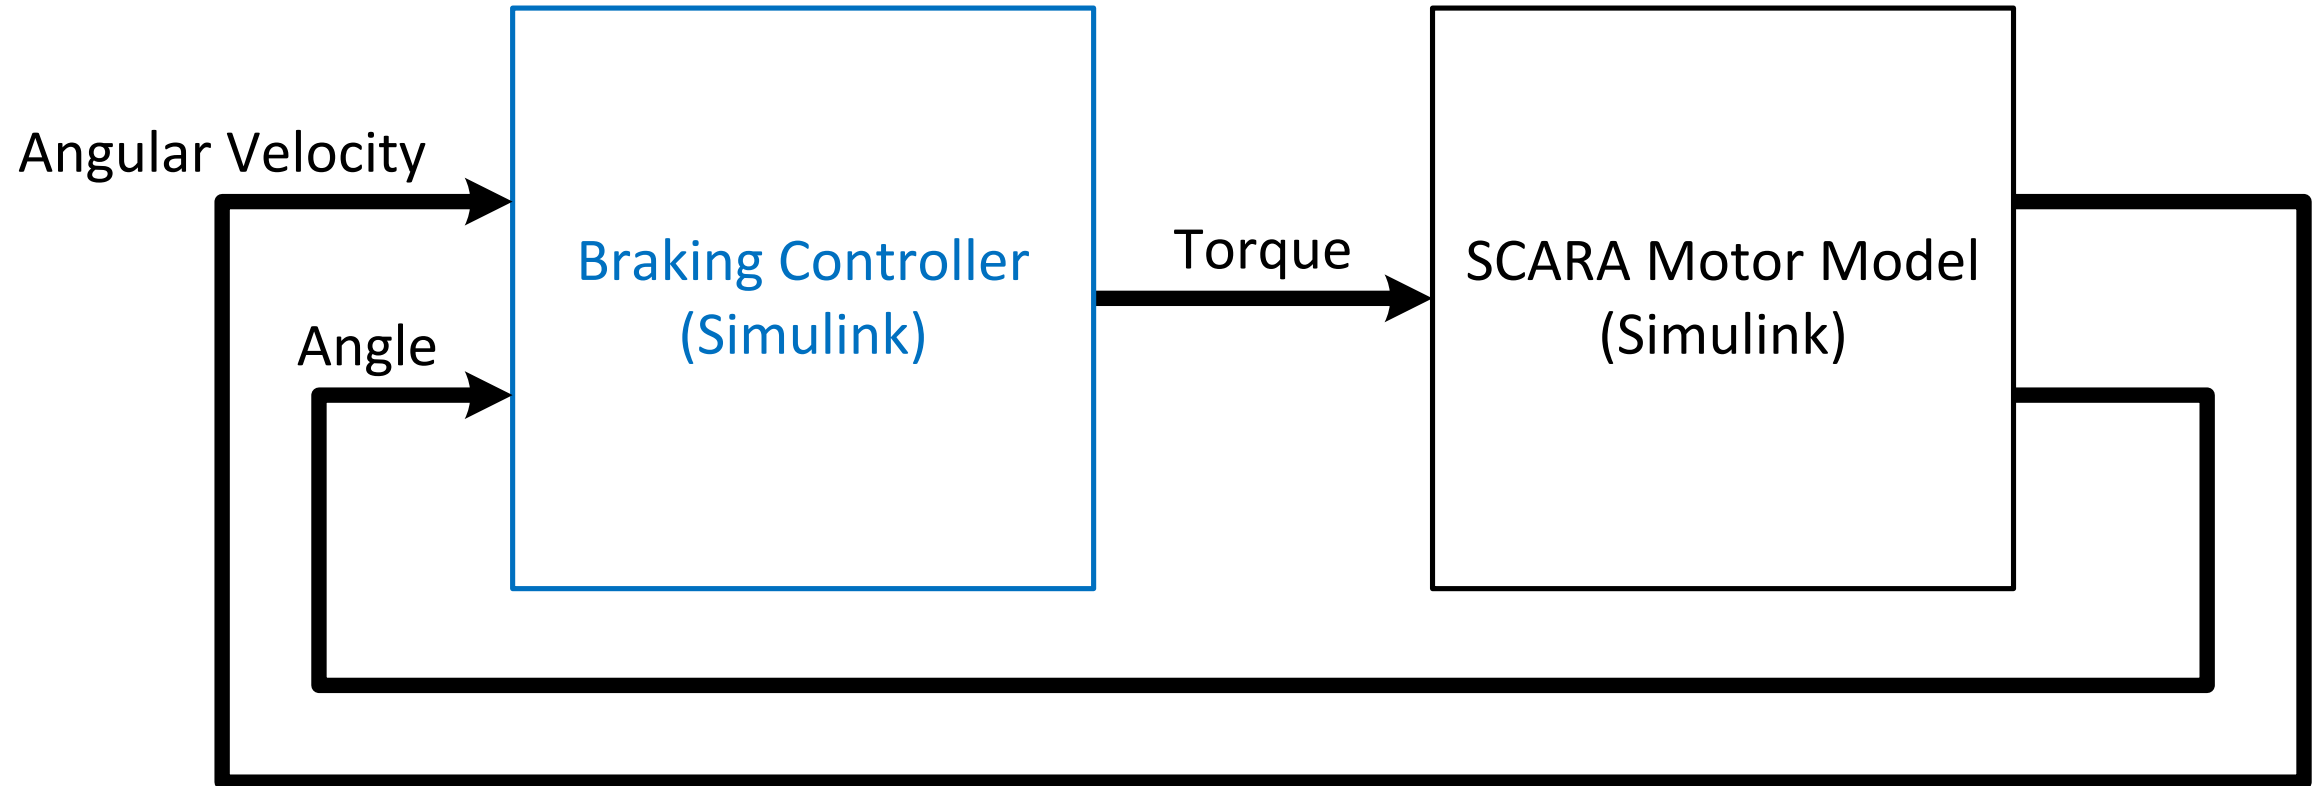 Angular Velocity
Angle
Braking Controller
(Simulink)
Torque
SCARA Motor Model
(Simulink)